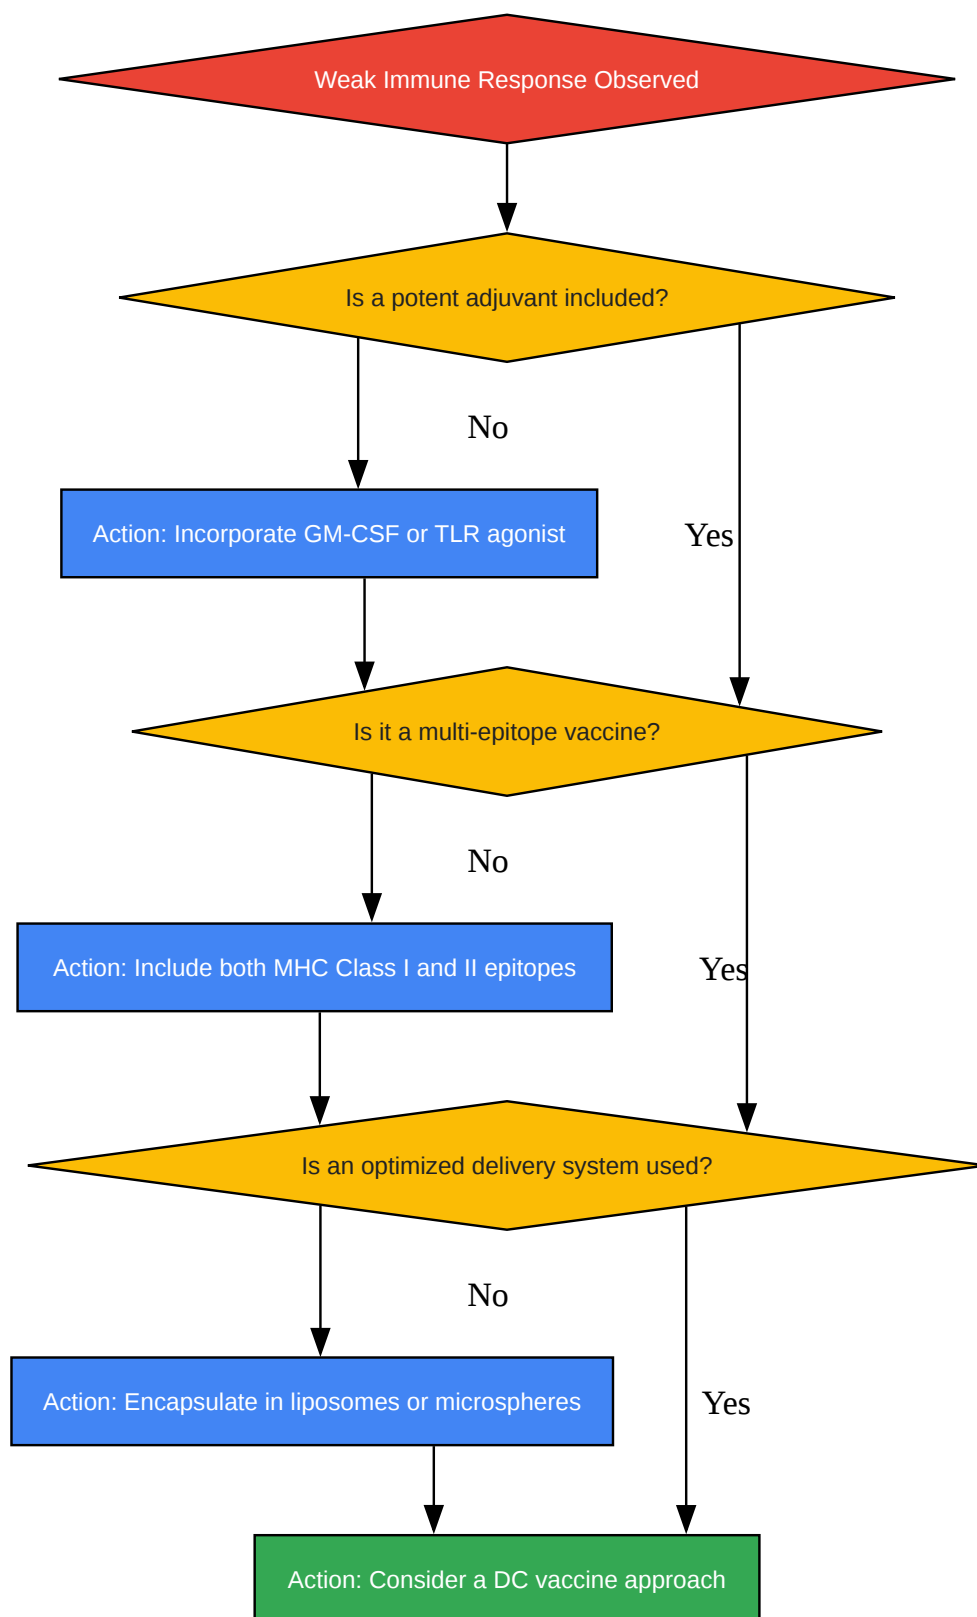 Weak Immune Response Observed
Is a potent adjuvant included?
No
Action: Incorporate GM-CSF or TLR agonist
Yes
Is it a multi-epitope vaccine?
No
Action: Include both MHC Class I and II epitopes
Yes
Is an optimized delivery system used?
No
Action: Encapsulate in liposomes or microspheres
Yes
Action: Consider a DC vaccine approach